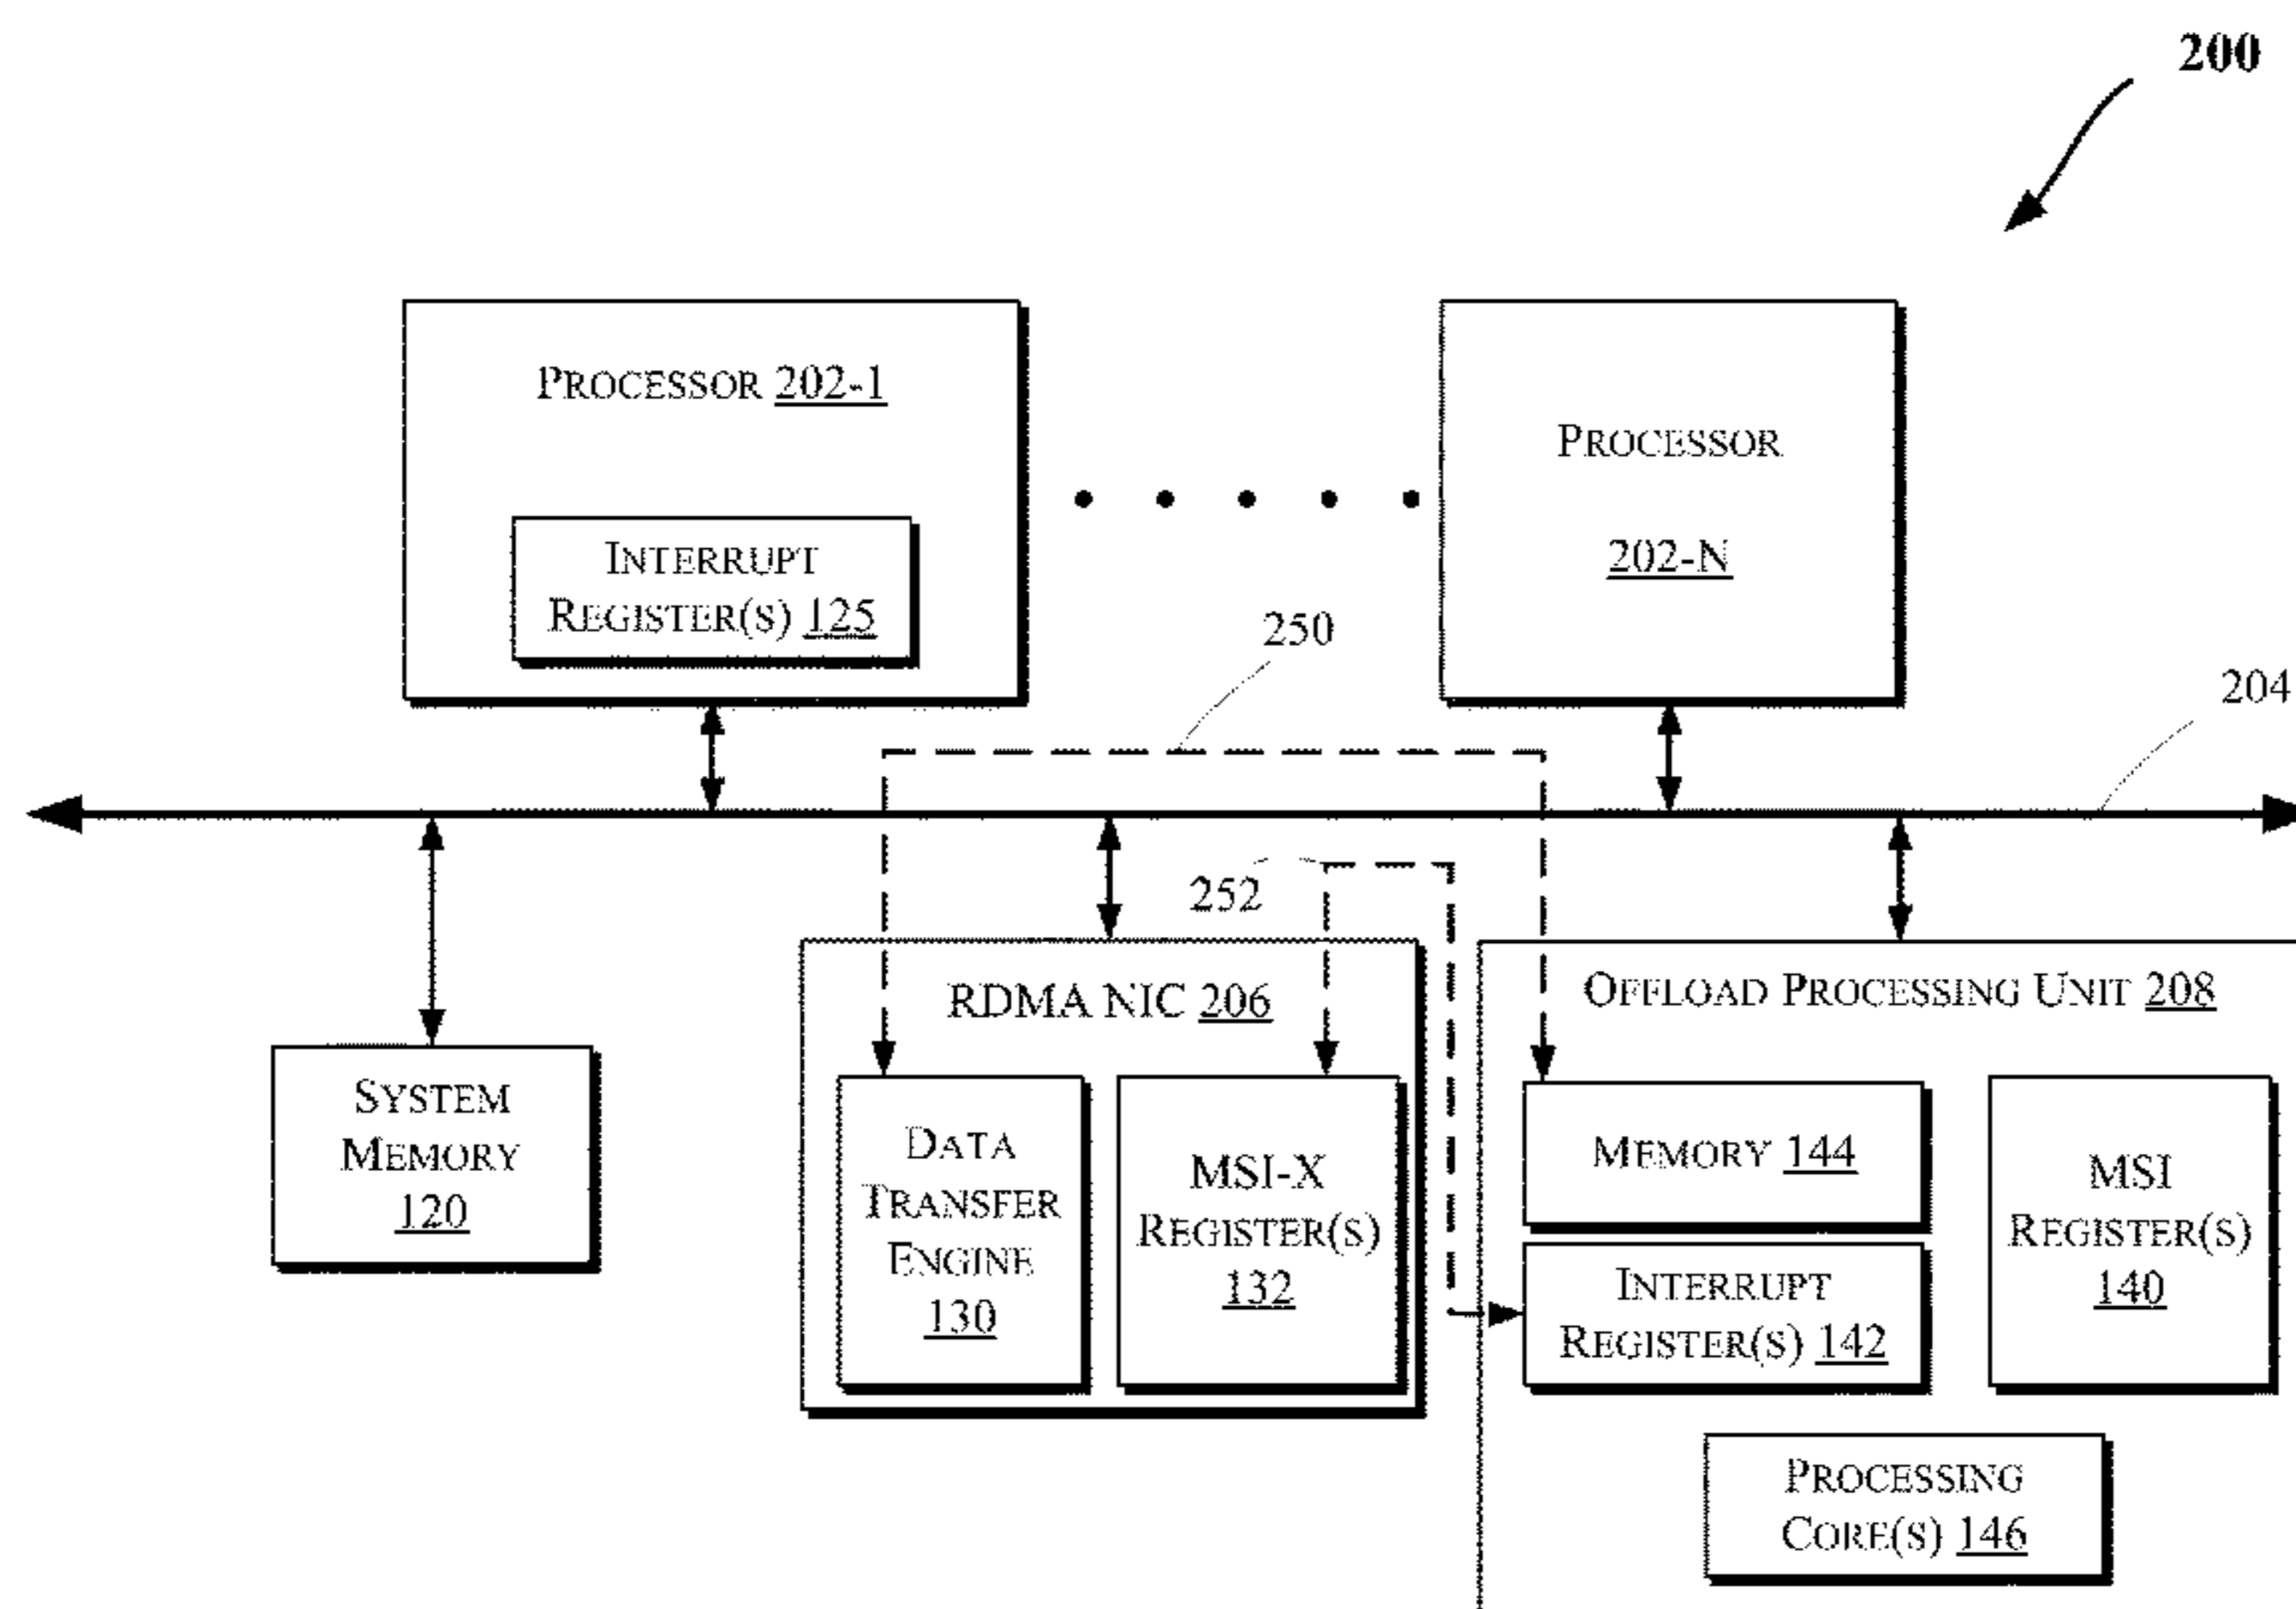 200
PROCESSOR 202-1
INTERRUPT
REGISTER(S) 125
PROCESSOR
202-N
250
204
252
RDMA NIC 206
OFFLOAD PROCESSING UNIT 208
SYSTEM
MEMORY
120
DATA
TRANSFER
ENGINE
130
MSI-X
REGISTER(S)
132
MEMORY 144
INTERRUPT
REGISTER(S) 142
MSI
REGISTER(S)
140
PROCESSING
CORE(S) 146